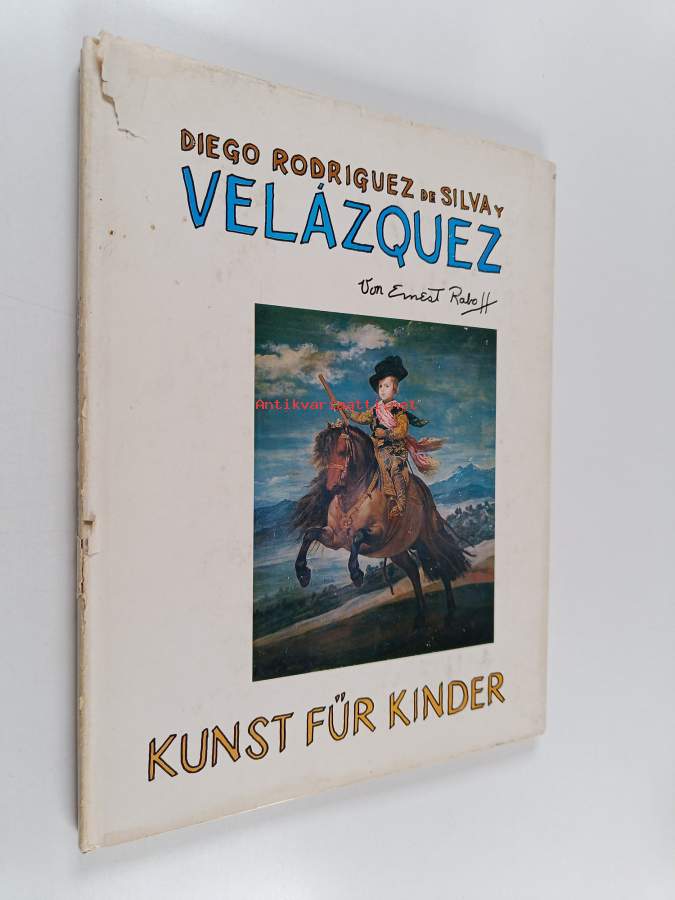 DIEGO RODRIGUEZ DE SILVA Y
VELÁZQUEZ
Von Ernest Raboff
Antikvariaatti.net
KUNST FÜR KINDER